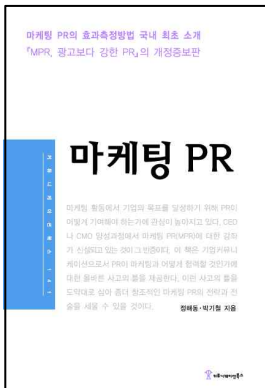 마케팅 PR의 효과측정방법 국내 최초 소개
『MPR, 광고보다 강한 PR』의 개정증보판
마케팅 PR
마케팅 활동에서 기업의 목표를 달성하기 위해 PR이
어떻게 기여해야 하는가에 관심이 높아지고 있다. CEO
나 CMO 양성과정에서 마케팅 PR(MPR)에 대한 강좌
가 신설되고 있는 것이 그 반증이다. 이 책은 기업커뮤니
케이션으로서 PR이 마케팅과 어떻게 협력할 것인가에
대한 올바른 사고의 틀을 제공한다. 이런 사고의 틀을
도약대로 삼아 좀더 창조적인 마케팅 PR의 전략과 전
술을 세울 수 있을 것이다.
정해동·박기철 지음
커뮤니케이션북스